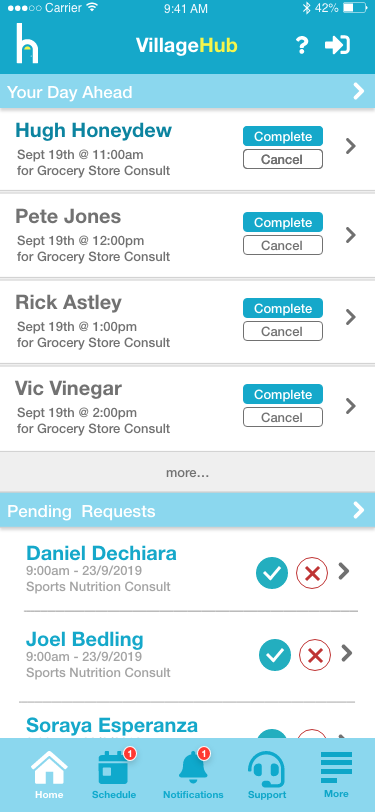 Carrier 9:41 AM 42%
h VillageHub ?
Your Day Ahead
Hugh Honeydew
Sept 19th @ 11:00am
for Grocery Store Consult
Complete
Cancel
Pete Jones
Sept 19th @ 12:00pm
for Grocery Store Consult
Complete
Cancel
Rick Astley
Sept 19th @ 1:00pm
for Grocery Store Consult
Complete
Cancel
Vic Vinegar
Sept 19th @ 2:00pm
for Grocery Store Consult
Complete
Cancel
more...
Pending Requests
Daniel Dechiara
9:00am - 23/9/2019
Sports Nutrition Consult
Joel Bedling
9:00am - 23/9/2019
Sports Nutrition Consult
Soraya Esperanza
1 1
Home Schedule Notifications Support More